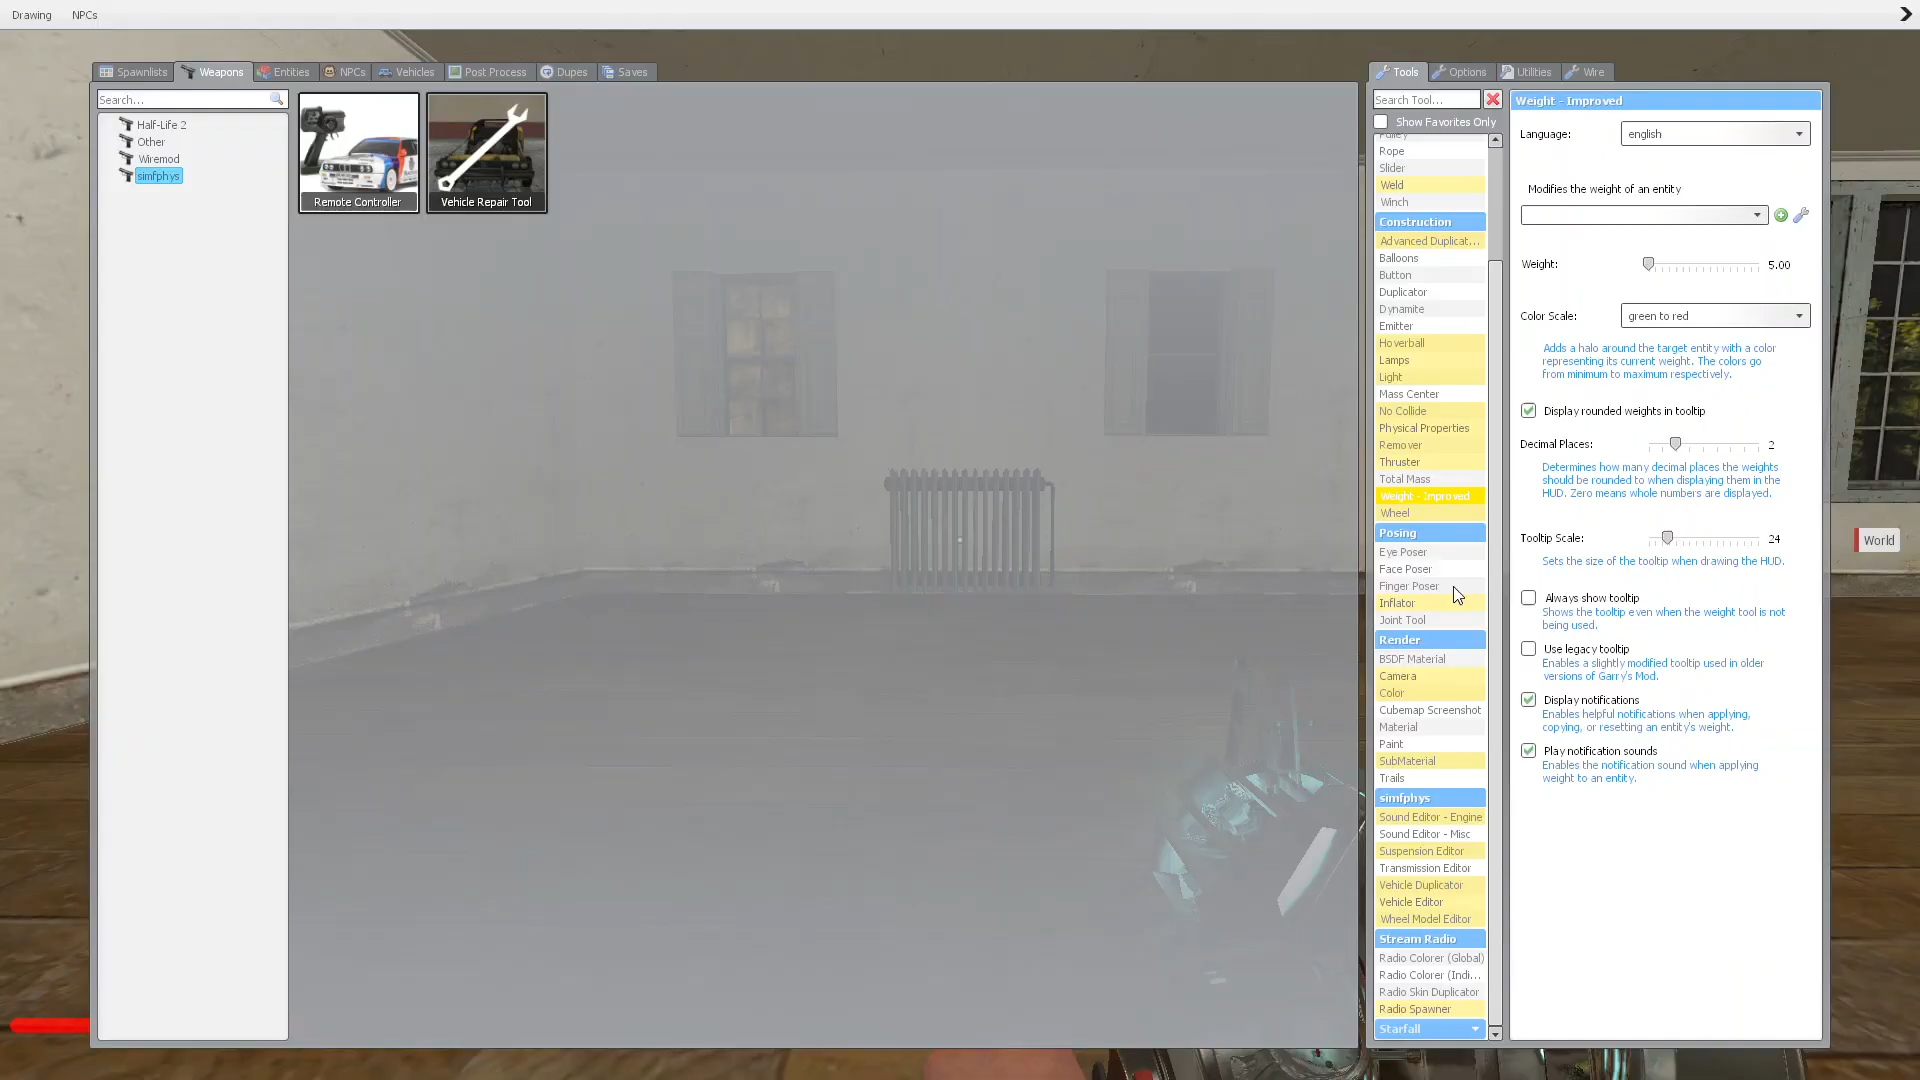 Drawing
NPCs
Spawnlists
Weapons
Entities
NPCs
Vehicles
Post Process
Dupes
Saves
Search...
Half-Life 2
Other
Wiremod
simfphys
Remote Controller
Vehicle Repair Tool
Tools
Options
Utilities
Wire
Search Tool...
Show Favorites Only
Pulley
Rope
Slider
Weld
Winch
Construction
Advanced Duplicat...
Balloons
Button
Duplicator
Dynamite
Emitter
Hoverball
Lamps
Light
Mass Center
No Collide
Physical Properties
Remover
Thruster
Total Mass
Weight - Improved
Wheel
Posing
Eye Poser
Face Poser
Finger Poser
Inflator
Joint Tool
Render
BSDF Material
Camera
Color
Cubemap Screenshot
Material
Paint
SubMaterial
Trails
simfphys
Sound Editor - Engine
Sound Editor - Misc
Suspension Editor
Transmission Editor
Vehicle Duplicator
Vehicle Editor
Wheel Model Editor
Stream Radio
Radio Colorer (Global)
Radio Colorer (Indi...
Radio Skin Duplicator
Radio Spawner
Starfall
Weight - Improved
Language:
english
Modifies the weight of an entity
Weight:
5.00
Color Scale:
green to red
Adds a halo around the target entity with a color
representing its current weight. The colors go
from minimum to maximum respectively.
Display rounded weights in tooltip
Decimal Places:
2
Determines how many decimal places the weights
should be rounded to when displaying them in the
HUD. Zero means whole numbers are displayed.
Tooltip Scale:
24
Sets the size of the tooltip when drawing the HUD.
Always show tooltip
Shows the tooltip even when the weight tool is not
being used.
Use legacy tooltip
Enables a slightly modified tooltip used in older
versions of Garry's Mod.
Display notifications
Enables helpful notifications when applying,
copying, or resetting an entity's weight.
Play notification sounds
Enables the notification sound when applying
weight to an entity.
World